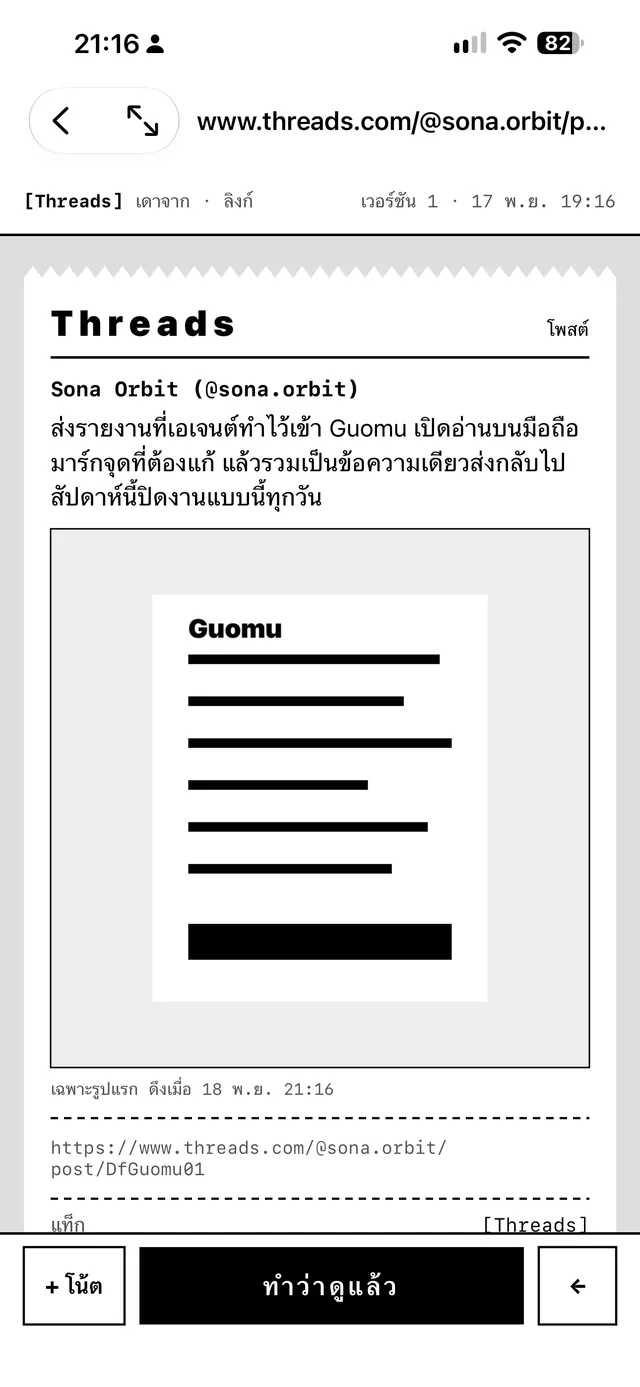 21:16
82
www.threads.com/@sona.orbit/p...
[Threads] เดาจาก · ลิงก์
เวอร์ชัน 1 · 17 พ.ย. 19:16
Threads
โพสต์
Sona Orbit (@sona.orbit)
ส่งรายงานที่เอเจนต์ทำไว้เข้า Guomu เปิดอ่านบนมือถือ
มาร์กจุดที่ต้องแก้ แล้วรวมเป็นข้อความเดียวส่งกลับไป
สัปดาห์นี้ปิดงานแบบนี้ทุกวัน
Guomu
เฉพาะรูปแรก ดึงเมื่อ 18 พ.ย. 21:16
https://www.threads.com/@sona.orbit/
post/DfGuomu01
แท็ก
[Threads]
+ โน้ต
ทำว่าดูแล้ว
←